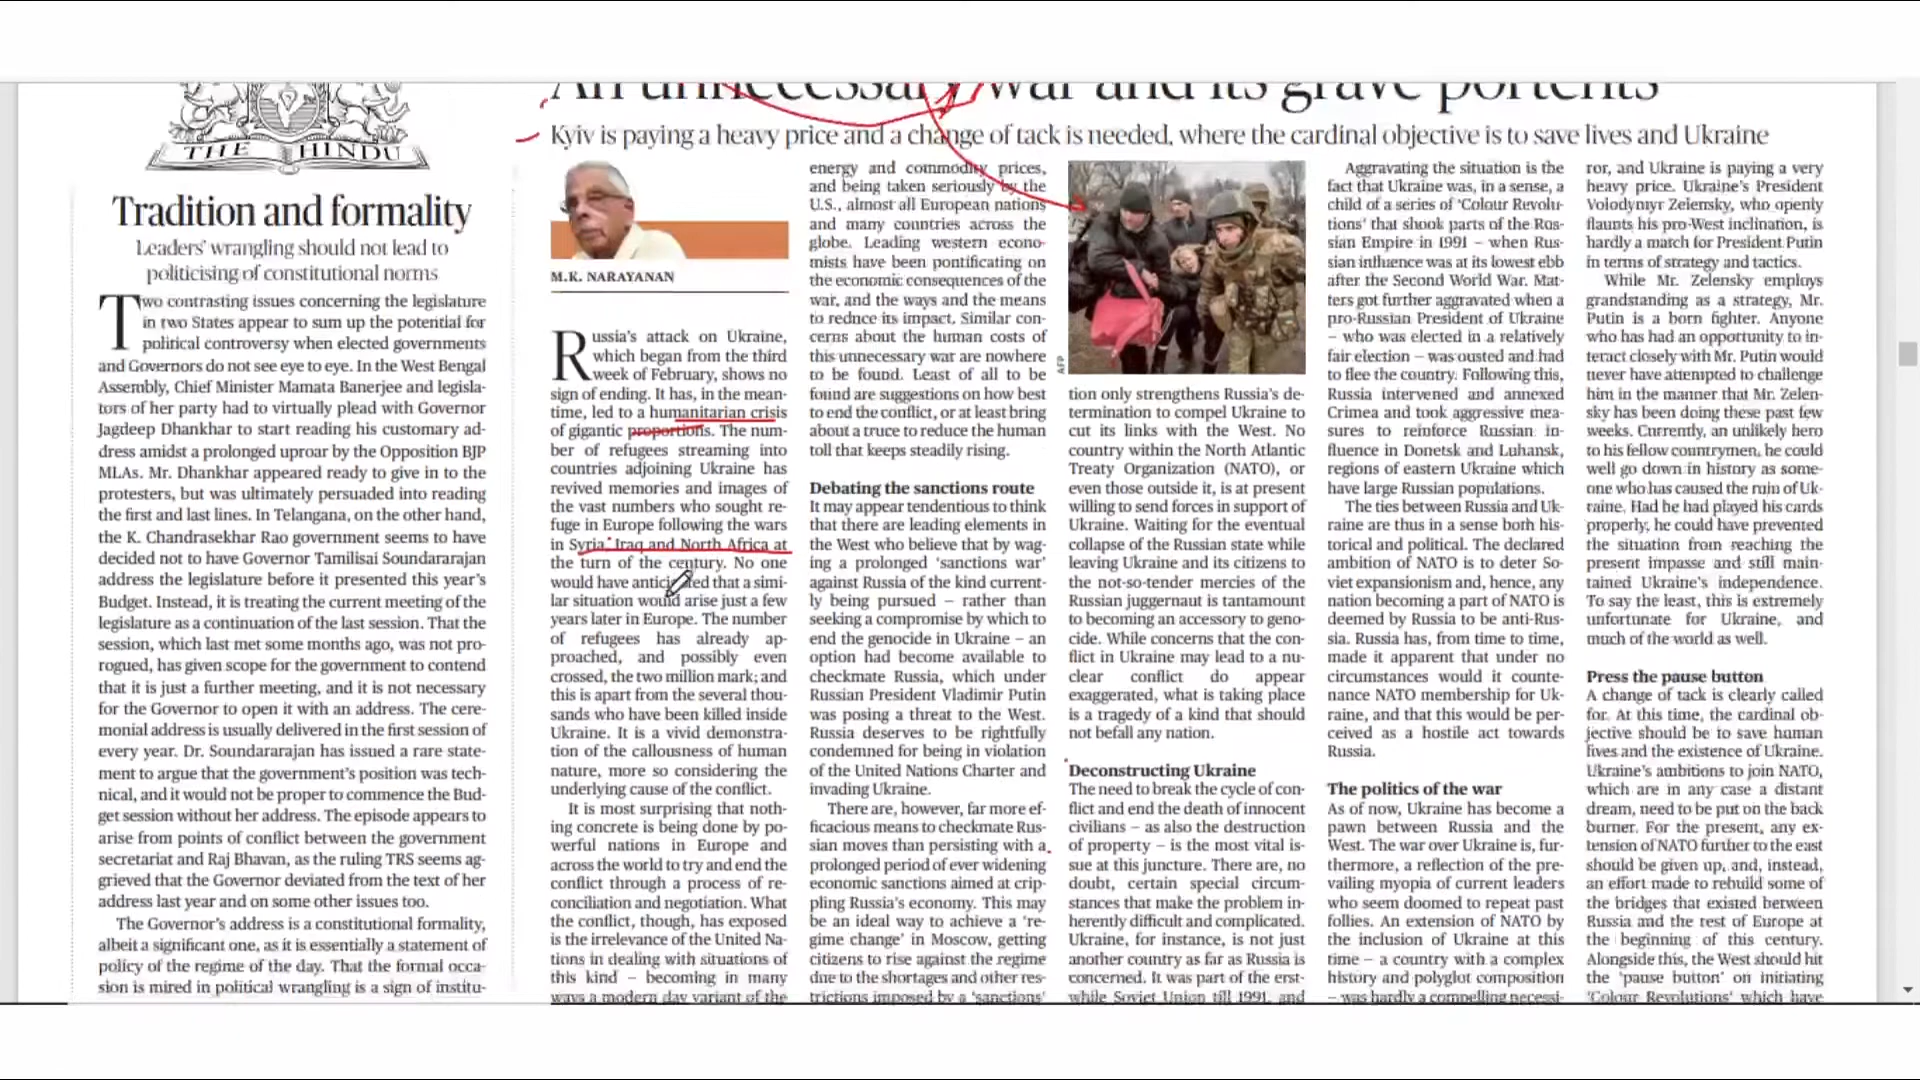 An unnecessary war and its grave portents
Kyiv is paying a heavy price and a change of tack is needed, where the cardinal objective is to save lives and Ukraine
THE HINDU
Tradition and formality
Leaders' wrangling should not lead to
politicising of constitutional norms
Two contrasting issues concerning the legislature
in two States appear to sum up the potential for
political controversy when elected governments
and Governors do not see eye to eye. In the West Bengal
Assembly, Chief Minister Mamata Banerjee and legisla-
tors of her party had to virtually plead with Governor
Jagdeep Dhankhar to start reading his customary ad-
dress amidst a prolonged uproar by the Opposition BJP
MLAs. Mr. Dhankhar appeared ready to give in to the
protesters, but was ultimately persuaded into reading
the first and last lines. In Telangana, on the other hand,
the K. Chandrasekhar Rao government seems to have
decided not to have Governor Tamilisai Soundararajan
address the legislature before it presented this year's
Budget. Instead, it is treating the current meeting of the
legislature as a continuation of the last session. That the
session, which last met some months ago, was not pro-
rogued, has given scope for the government to contend
that it is just a further meeting, and it is not necessary
for the Governor to open it with an address. The cere-
monial address is usually delivered in the first session of
every year. Dr. Soundararajan has issued a rare state-
ment to argue that the government's position was tech-
nical, and it would not be proper to commence the Bud-
get session without her address. The episode appears to
arise from points of conflict between the government
secretariat and Raj Bhavan, as the ruling TRS seems ag-
grieved that the Governor deviated from the text of her
address last year and on some other issues too.
The Governor's address is a constitutional formality,
albeit a significant one, as it is essentially a statement of
policy of the regime of the day. That the formal occa-
sion is mired in political wrangling is a sign of institu-
M.K. NARAYANAN
Russia's attack on Ukraine,
which began from the third
week of February, shows no
sign of ending. It has, in the mean-
time, led to a humanitarian crisis
of gigantic proportions. The num-
ber of refugees streaming into
countries adjoining Ukraine has
revived memories and images of
the vast numbers who sought re-
fuge in Europe following the wars
in Syria, Iraq and North Africa at
the turn of the century. No one
would have anticipated that a simi-
lar situation would arise just a few
years later in Europe. The number
of refugees has already ap-
proached, and possibly even
crossed, the two million mark; and
this is apart from the several thou-
sands who have been killed inside
Ukraine. It is a vivid demonstra-
tion of the callousness of human
nature, more so considering the
underlying cause of the conflict.
It is most surprising that noth-
ing concrete is being done by po-
werful nations in Europe and
across the world to try and end the
conflict through a process of re-
conciliation and negotiation. What
the conflict, though, has exposed
is the irrelevance of the United Na-
tions in dealing with situations of
this kind – becoming in many
ways a modern day variant of the
energy and commodity prices,
and being taken seriously by the
U.S., almost all European nations
and many countries across the
globe. Leading western econo-
mists have been pontificating on
the economic consequences of the
war, and the ways and the means
to reduce its impact. Similar con-
cerns about the human costs of
this unnecessary war are nowhere
to be found. Least of all to be
found are suggestions on how best
to end the conflict, or at least bring
about a truce to reduce the human
toll that keeps steadily rising.
Debating the sanctions route
It may appear tendentious to think
that there are leading elements in
the West who believe that by wag-
ing a prolonged 'sanctions war'
against Russia of the kind current-
ly being pursued – rather than
seeking a compromise by which to
end the genocide in Ukraine – an
option had become available to
checkmate Russia, which under
Russian President Vladimir Putin
was posing a threat to the West.
Russia deserves to be rightfully
condemned for being in violation
of the United Nations Charter and
invading Ukraine.
There are, however, far more ef-
ficacious means to checkmate Rus-
sian moves than persisting with a
prolonged period of ever widening
economic sanctions aimed at crip-
pling Russia's economy. This may
be an ideal way to achieve a 're-
gime change' in Moscow, getting
citizens to rise against the regime
due to the shortages and other res-
trictions imposed by a 'sanctions'
AFP
tion only strengthens Russia's de-
termination to compel Ukraine to
cut its links with the West. No
country within the North Atlantic
Treaty Organization (NATO), or
even those outside it, is at present
willing to send forces in support of
Ukraine. Waiting for the eventual
collapse of the Russian state while
leaving Ukraine and its citizens to
the not-so-tender mercies of the
Russian juggernaut is tantamount
to becoming an accessory to geno-
cide. While concerns that the con-
flict in Ukraine may lead to a nu-
clear conflict do appear
exaggerated, what is taking place
is a tragedy of a kind that should
not befall any nation.
Deconstructing Ukraine
The need to break the cycle of con-
flict and end the death of innocent
civilians – as also the destruction
of property – is the most vital is-
sue at this juncture. There are, no
doubt, certain special circum-
stances that make the problem in-
herently difficult and complicated.
Ukraine, for instance, is not just
another country as far as Russia is
concerned. It was part of the erst-
while Soviet Union till 1991, and
Aggravating the situation is the
fact that Ukraine was, in a sense, a
child of a series of 'Colour Revolu-
tions' that shook parts of the Rus-
sian Empire in 1991 – when Rus-
sian influence was at its lowest ebb
after the Second World War. Mat-
ters got further aggravated when a
pro-Russian President of Ukraine
– who was elected in a relatively
fair election – was ousted and had
to flee the country. Following this,
Russia intervened and annexed
Crimea and took aggressive mea-
sures to reinforce Russian in-
fluence in Donetsk and Luhansk,
regions of eastern Ukraine which
have large Russian populations.
The ties between Russia and Uk-
raine are thus in a sense both his-
torical and political. The declared
ambition of NATO is to deter So-
viet expansionism and, hence, any
nation becoming a part of NATO is
deemed by Russia to be anti-Rus-
sia. Russia has, from time to time,
made it apparent that under no
circumstances would it counte-
nance NATO membership for Uk-
raine, and that this would be per-
ceived as a hostile act towards
Russia.
The politics of the war
As of now, Ukraine has become a
pawn between Russia and the
West. The war over Ukraine is, fur-
thermore, a reflection of the pre-
vailing myopia of current leaders
who seem doomed to repeat past
follies. An extension of NATO by
the inclusion of Ukraine at this
time – a country with a complex
history and polyglot composition
– was hardly a compelling necessi-
ror, and Ukraine is paying a very
heavy price. Ukraine's President
Volodymyr Zelensky, who openly
flaunts his pro-West inclination, is
hardly a match for President Putin
in terms of strategy and tactics.
While Mr. Zelensky employs
grandstanding as a strategy, Mr.
Putin is a born fighter. Anyone
who has had an opportunity to in-
teract closely with Mr. Putin would
never have attempted to challenge
him in the manner that Mr. Zelen-
sky has been doing these past few
weeks. Currently, an unlikely hero
to his fellow countrymen, he could
well go down in history as some-
one who has caused the ruin of Uk-
raine. Had he had played his cards
properly, he could have prevented
the situation from reaching the
present impasse and still main-
tained Ukraine's independence.
To say the least, this is extremely
unfortunate for Ukraine, and
much of the world as well.
Press the pause button
A change of tack is clearly called
for. At this time, the cardinal ob-
jective should be to save human
lives and the existence of Ukraine.
Ukraine's ambitions to join NATO,
which are in any case a distant
dream, need to be put on the back
burner. For the present, any ex-
tension of NATO further to the east
should be given up, and, instead,
an effort made to rebuild some of
the bridges that existed between
Russia and the rest of Europe at
the beginning of this century.
Alongside this, the West should hit
the 'pause button' on initiating
'Colour Revolutions' which have